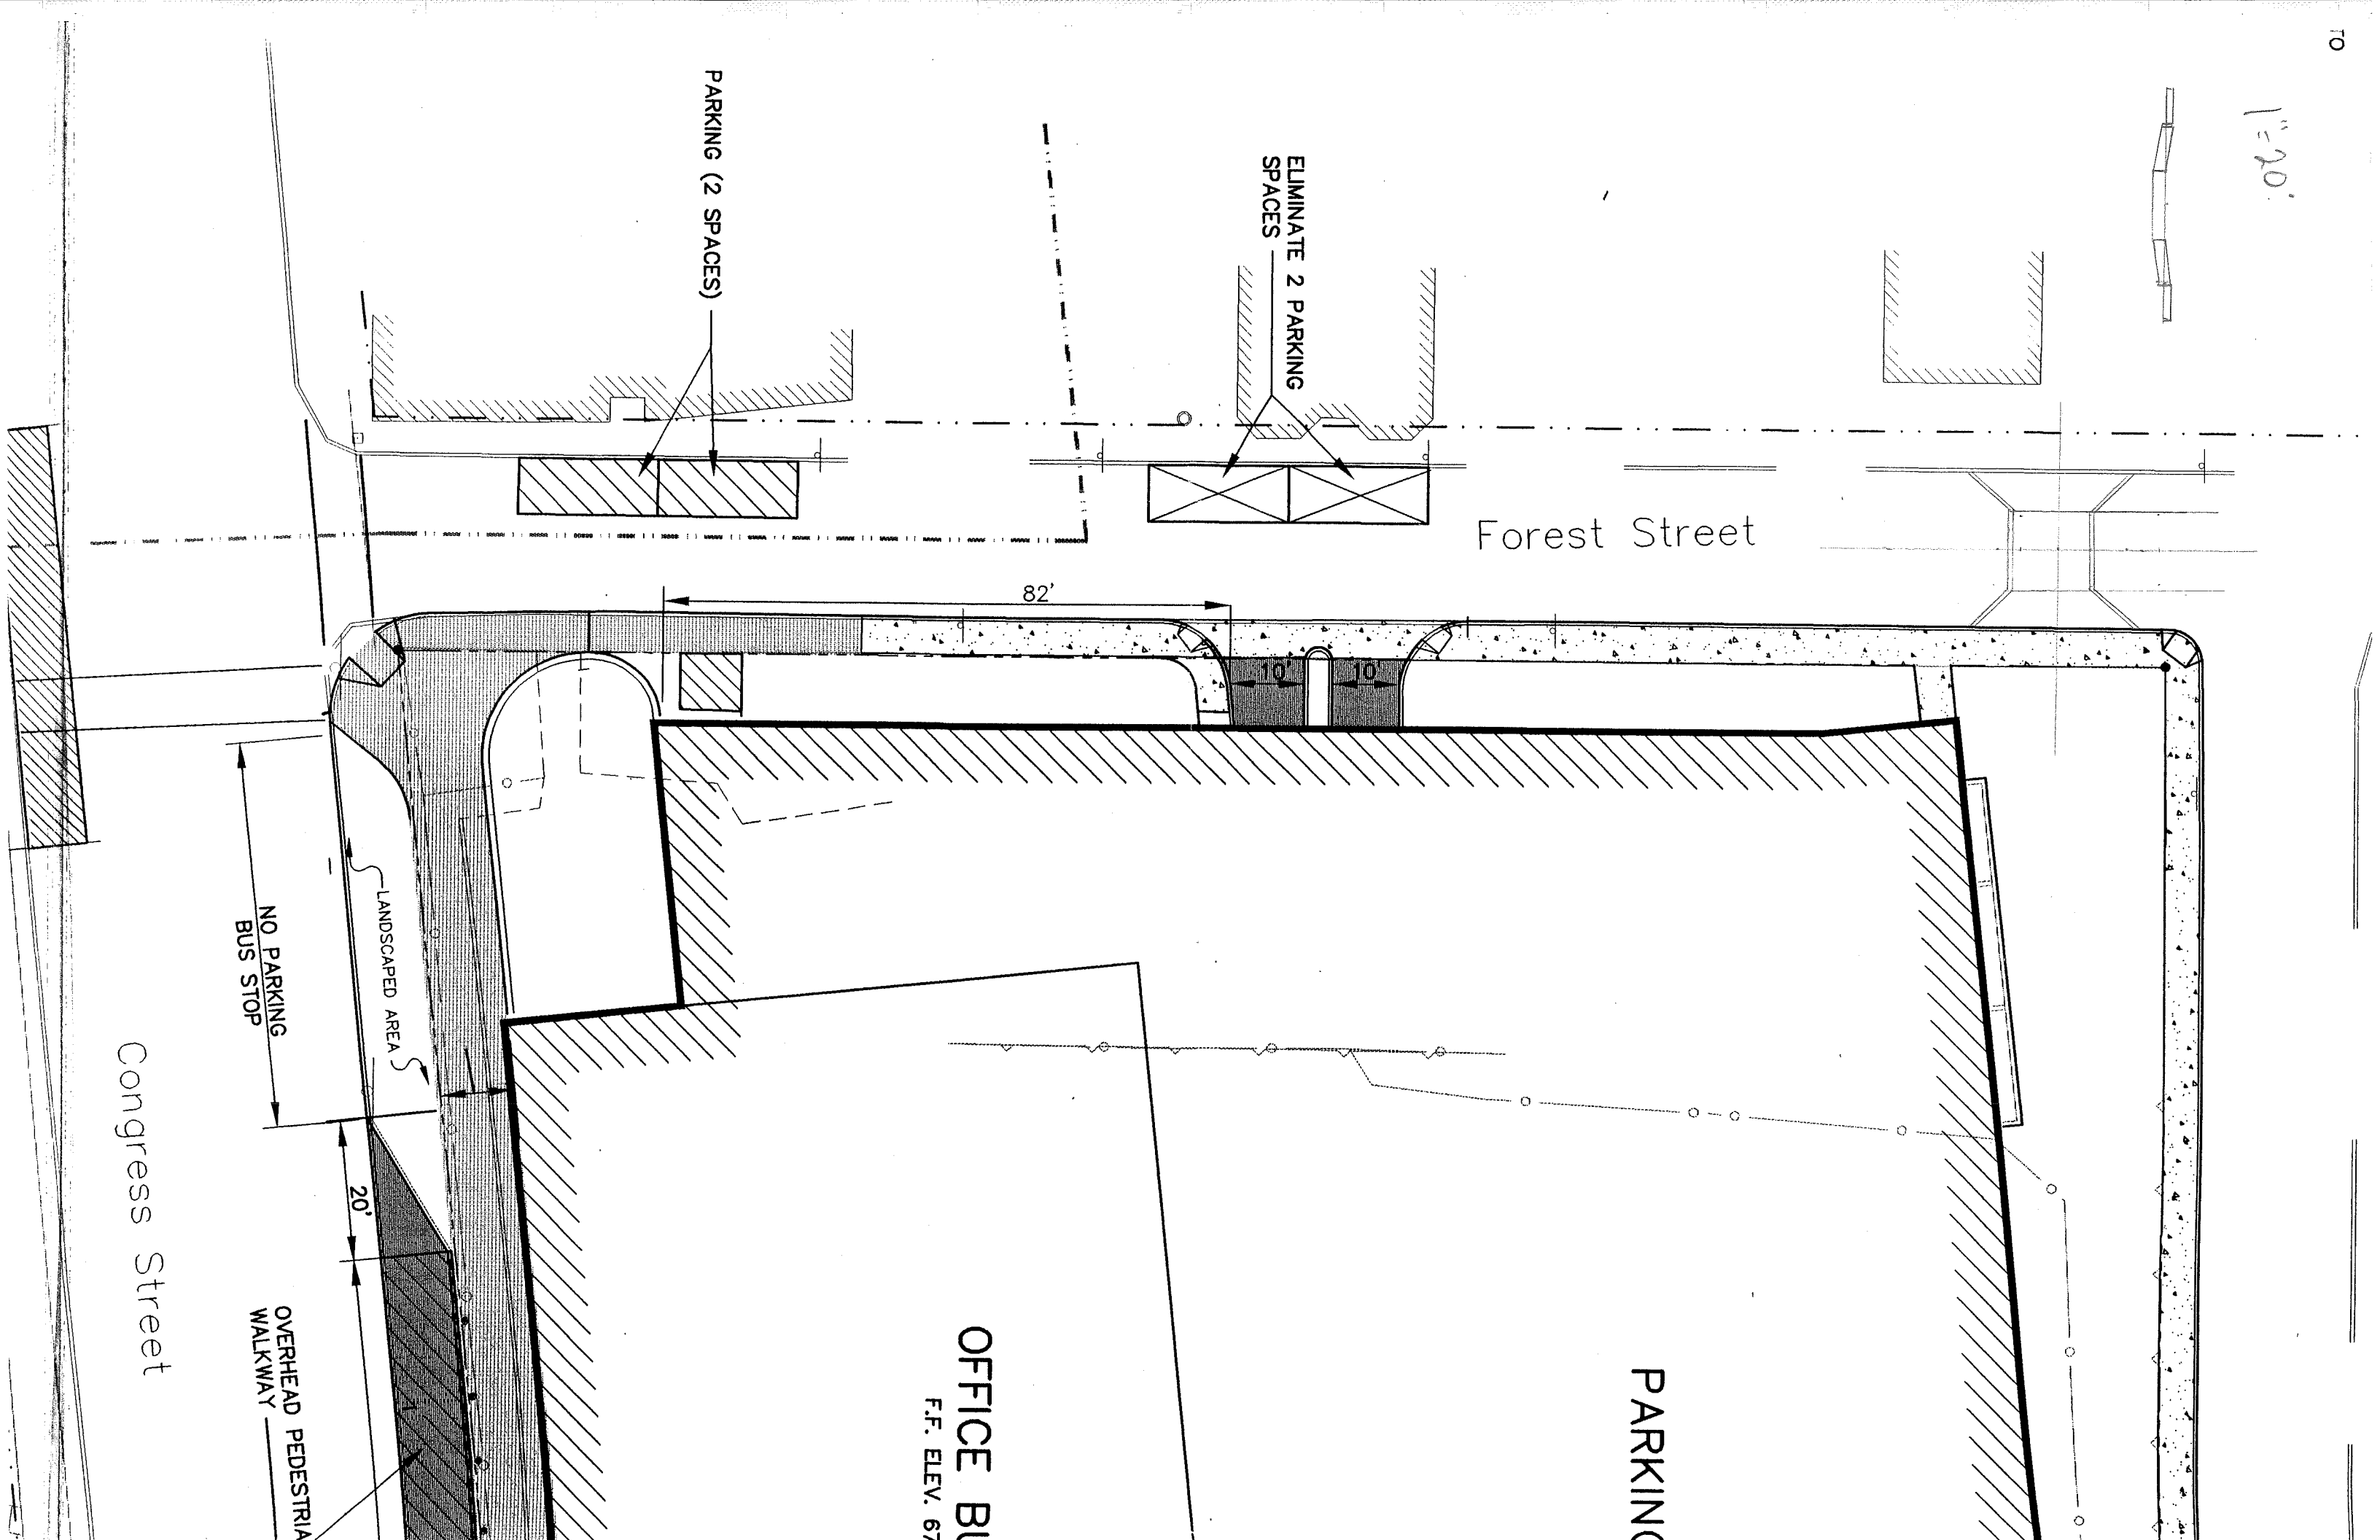 TO
1"=20'
PARKING (2 SPACES)
ELIMINATE 2 PARKING
SPACES
Forest Street
82'
10'
10'
LANDSCAPED AREA
NO PARKING
BUS STOP
20'
Congress Street
OVERHEAD PEDESTRIA
WALKWAY
OFFICE BU
F.F. ELEV. 67
PARKING